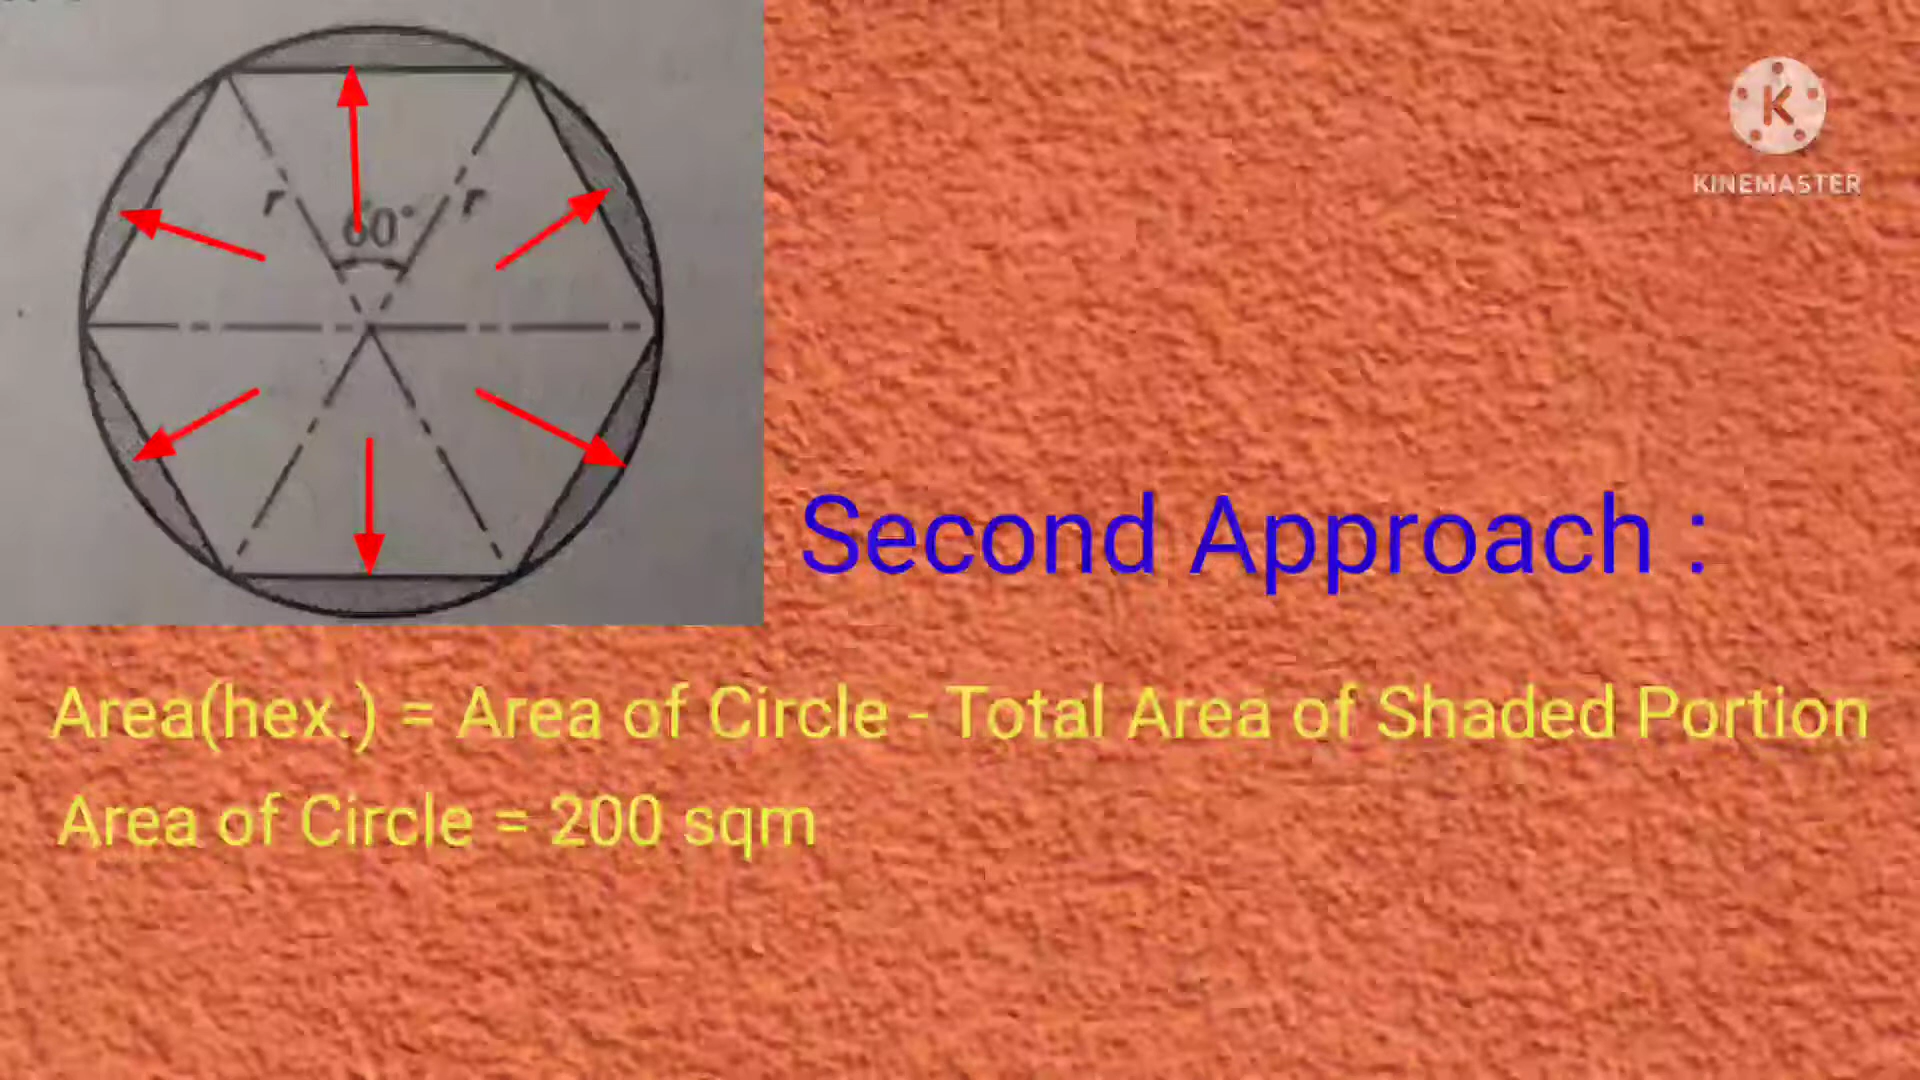 r
60°
r
K
KINEMASTER
Second Approach :
Area(hex.) = Area of Circle - Total Area of Shaded Portion
Area of Circle = 200 sqm